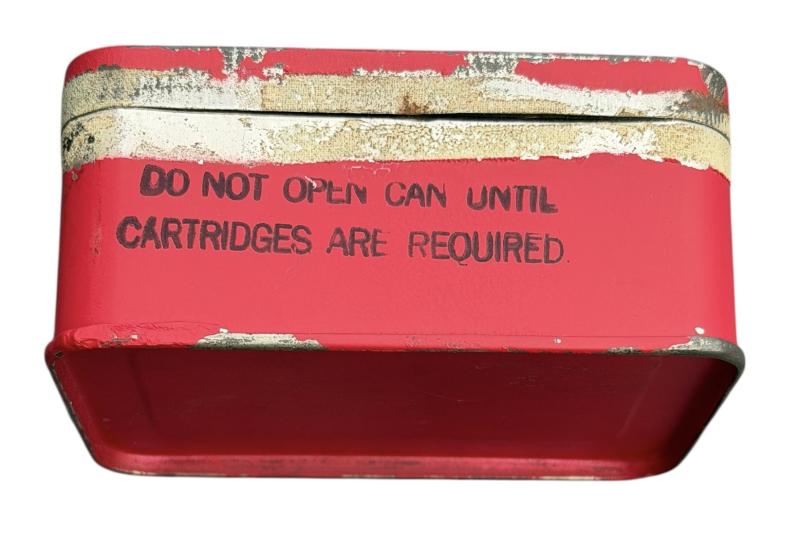 DO NOT OPEN CAN UNTIL
CARTRIDGES ARE REQUIRED.